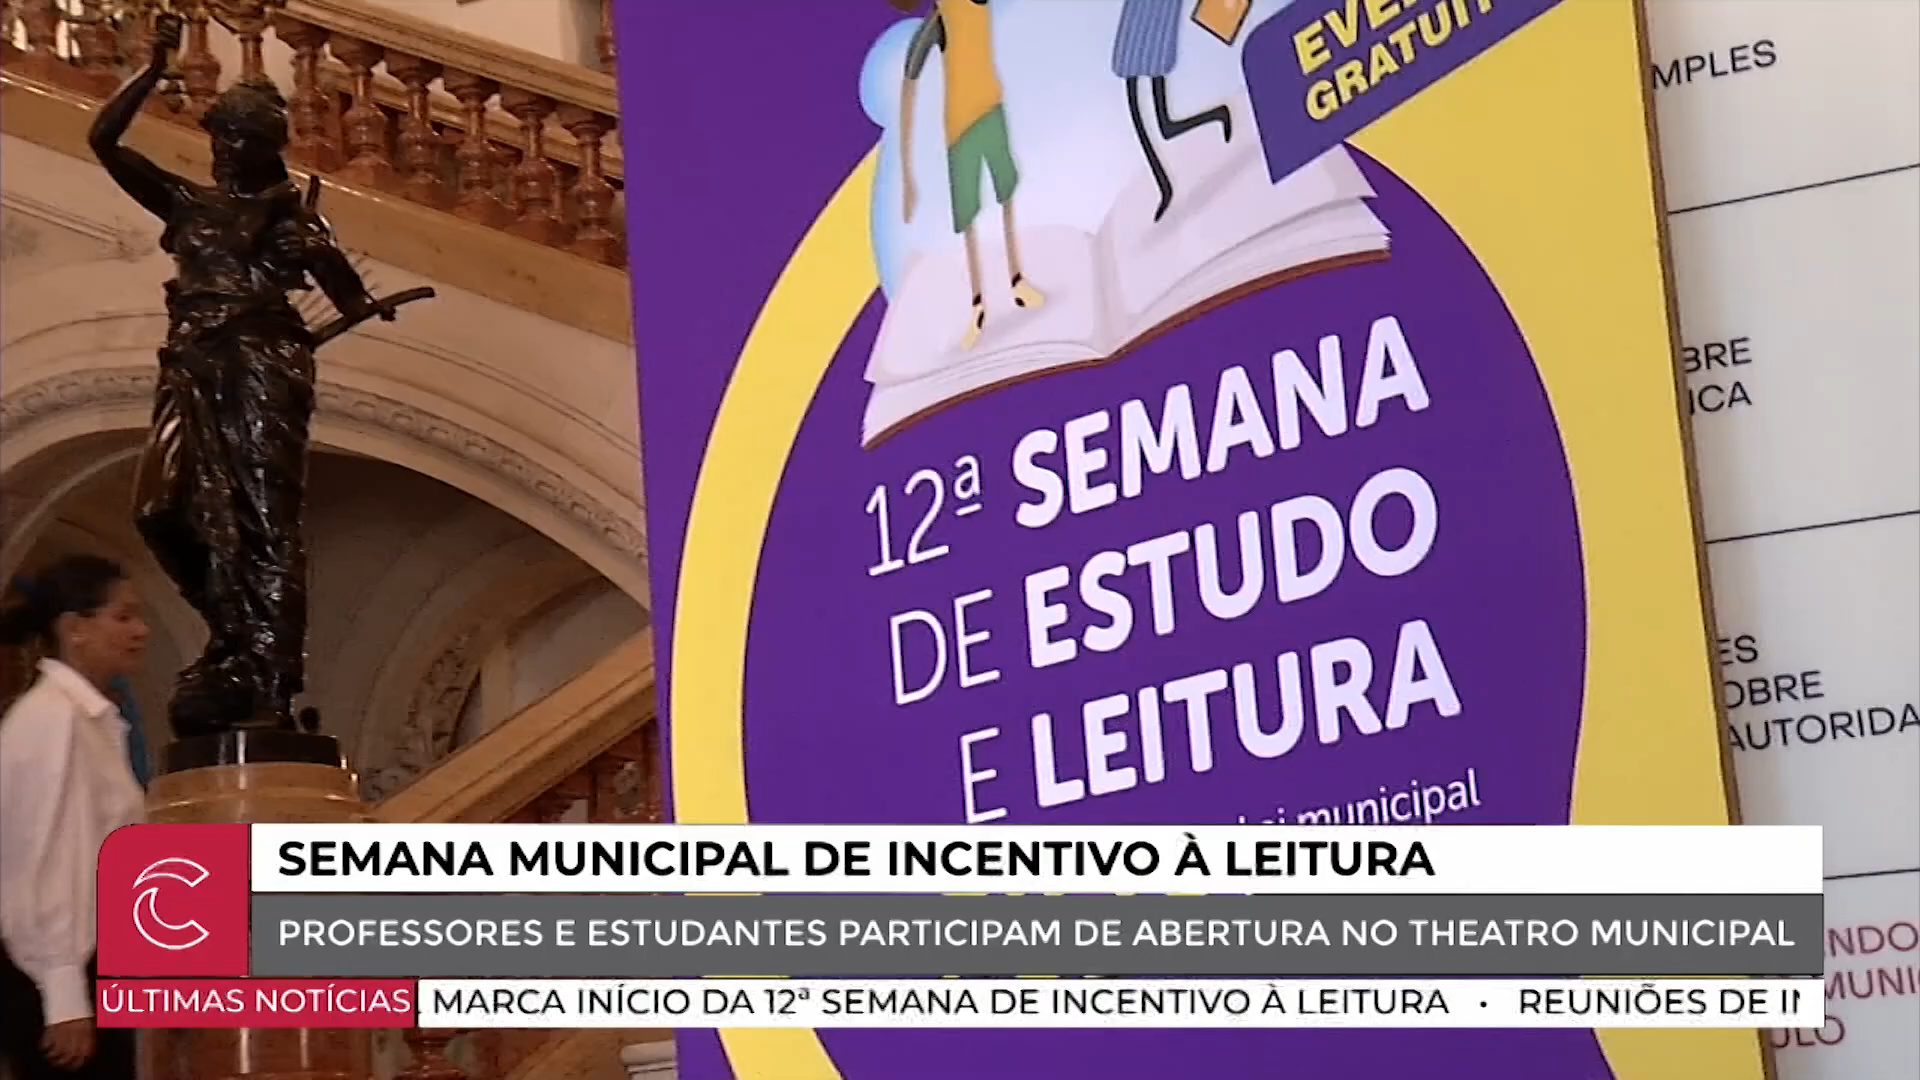 GRATUIT
MPLES
BRE
ICA
12ª SEMANA
DE ESTUDO
E LEITURA
municipal
ES
OBRE
AUTORIDA
SEMANA MUNICIPAL DE INCENTIVO À LEITURA
PROFESSORES E ESTUDANTES PARTICIPAM DE ABERTURA NO THEATRO MUNICIPAL
NDO
MUNI
ULO
ÚLTIMAS NOTÍCIAS
MARCA INÍCIO DA 12ª SEMANA DE INCENTIVO À LEITURA • REUNIÕES DE